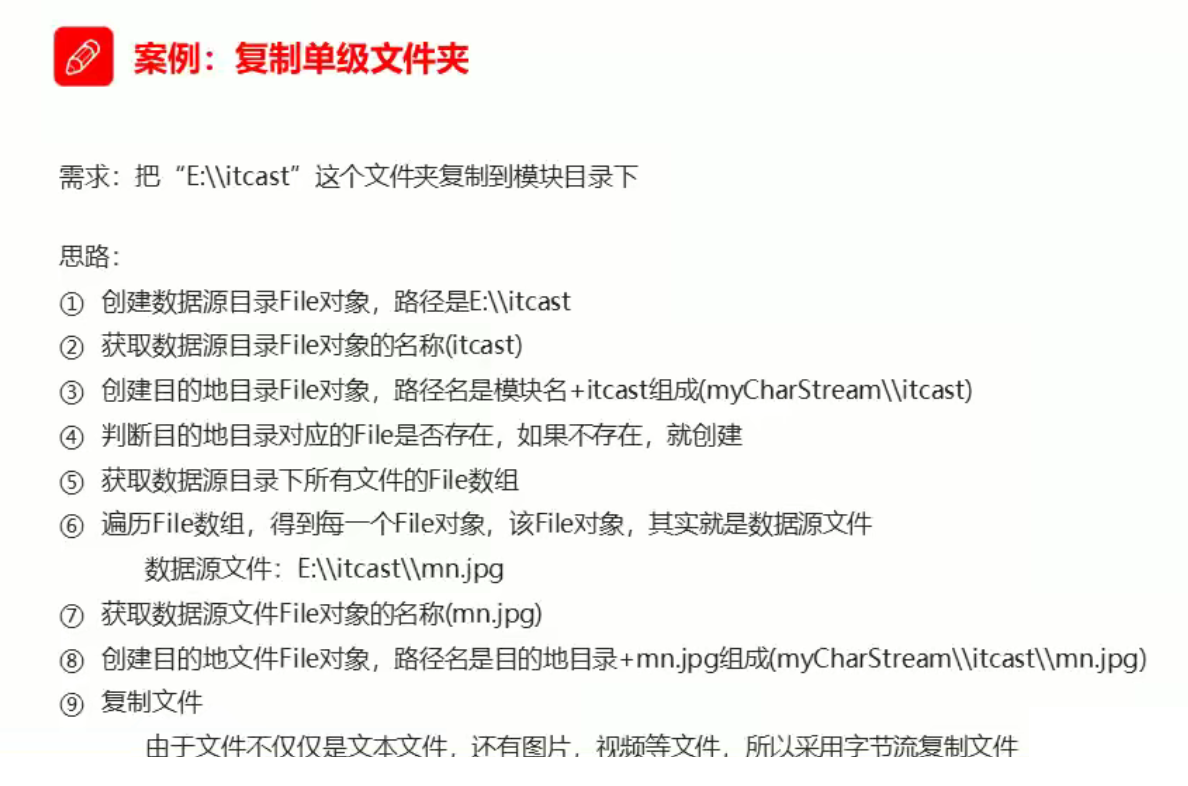 案例：复制单级文件夹
需求：把“E:\\itcast”这个文件夹复制到模块目录下
思路：
① 创建数据源目录File对象，路径是E:\\itcast
② 获取数据源目录File对象的名称(itcast)
③ 创建目的地目录File对象，路径名是模块名+itcast组成(myCharStream\\itcast)
④ 判断目的地目录对应的File是否存在，如果不存在，就创建
⑤ 获取数据源目录下所有文件的File数组
⑥ 遍历File数组，得到每一个File对象，该File对象，其实就是数据源文件
数据源文件：E:\\itcast\\mn.jpg
⑦ 获取数据源文件File对象的名称(mn.jpg)
⑧ 创建目的地文件File对象，路径名是目的地目录+mn.jpg组成(myCharStream\\itcast\\mn.jpg)
⑨ 复制文件
由于文件不仅仅是文本文件，还有图片，视频等文件，所以采用字节流复制文件